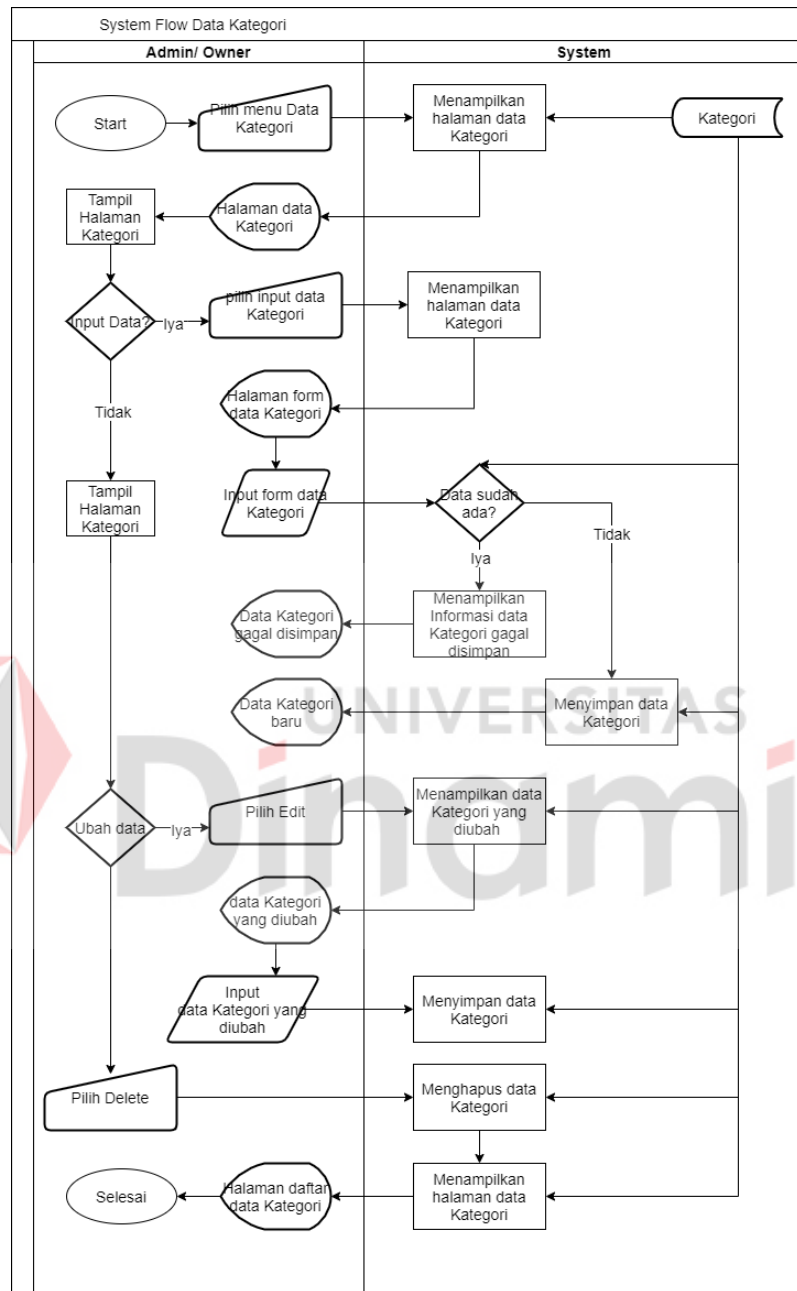 System Flow Data Kategori
Admin/ Owner
System
Start
Pilih menu Data
Kategori
Menampilkan
halaman data
Kategori
Kategori
Tampil
Halaman
Kategori
Halaman data
Kategori
Input Data?
Iya
pilih input data
Kategori
Menampilkan
halaman data
Kategori
Halaman form
data Kategori
Tidak
Tampil
Halaman
Kategori
Input form data
Kategori
Data sudah
ada?
Tidak
Iya
Data Kategori
gagal disimpan
Menampilkan
Informasi data
Kategori gagal
disimpan
UNIVERSITAS
Dinami
Data Kategori
baru
Menyimpan data
Kategori
Ubah data
Iya
Pilih Edit
Menampilkan data
Kategori yang
diubah
data Kategori
yang diubah
Input
data Kategori yang
diubah
Menyimpan data
Kategori
Pilih Delete
Menghapus data
Kategori
Selesai
Halaman daftan
data Kategori
Menampilkan
halaman data
Kategori